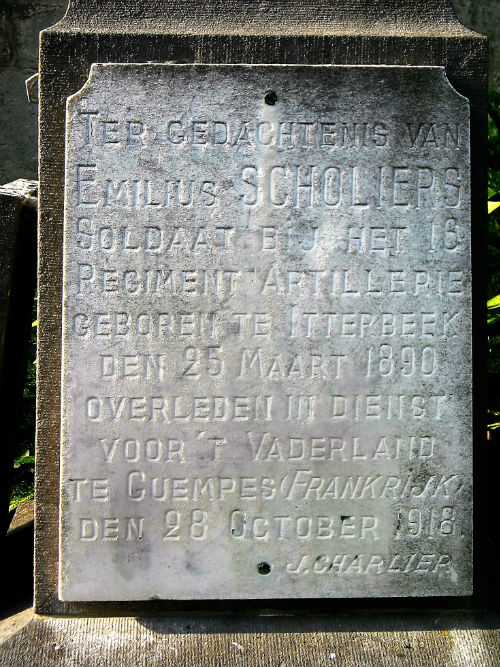 TER GEDACHTENIS VAN
EMILIUS SCHOLIERS
SOLDAAT BIJ HET 16
REGIMENT ARTILLERIE
GEBOREN TE ITTERBEEK
DEN 25 MAART 1890
OVERLEDEN IN DIENST
VOOR 'T VADERLAND
TE GUEMPES (FRANKRIJK)
DEN 28 OCTOBER 1918
J. CHARLIER